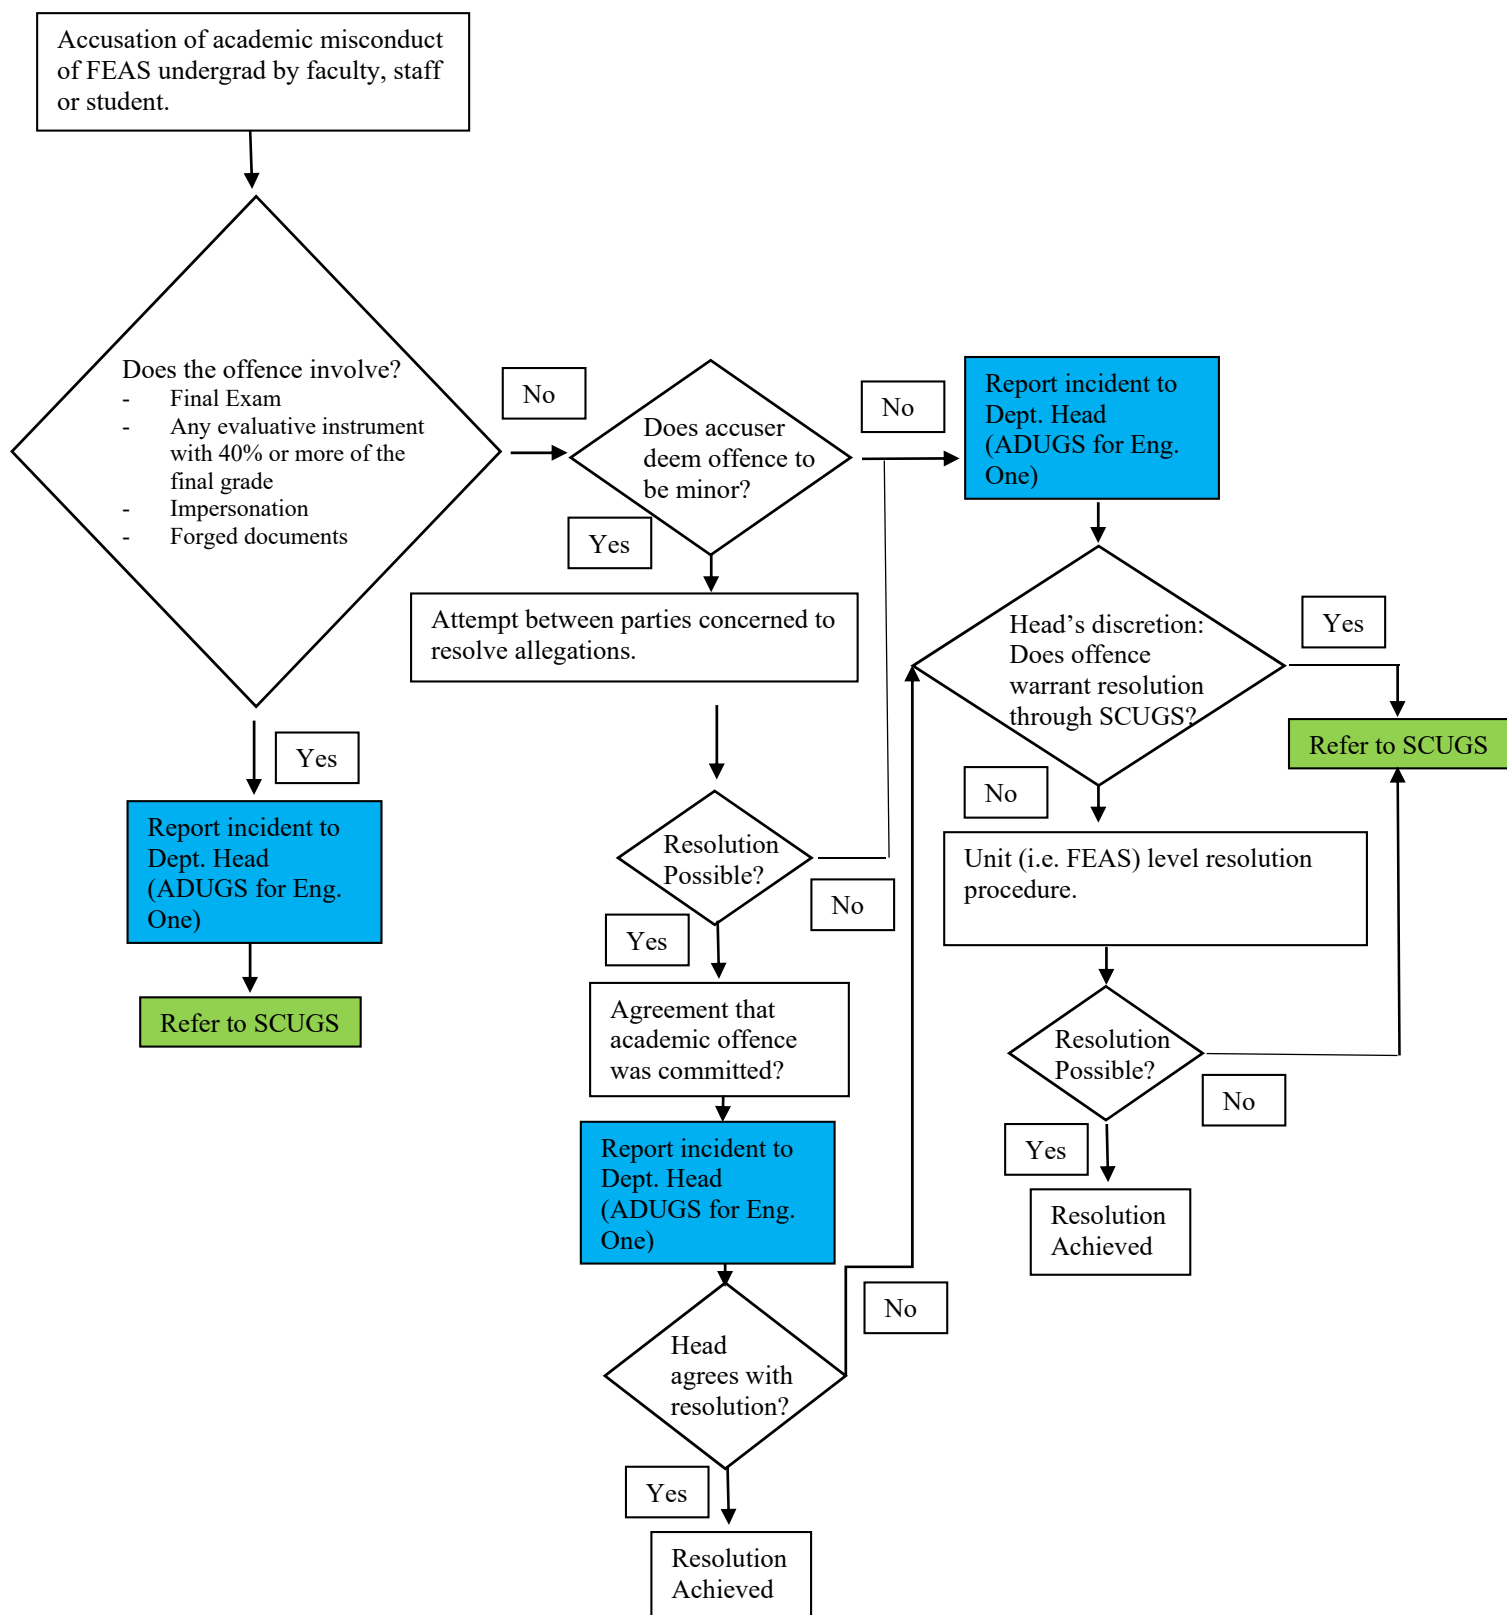 Accusation of academic misconduct
of FEAS undergrad by faculty, staff
or student.
Does the offence involve?
- Final Exam
- Any evaluative instrument
with 40% or more of the
final grade
- Impersonation
- Forged documents
No
Does accuser
deem offence to
be minor?
No
Report incident to
Dept. Head
(ADUGS for Eng.
One)
Yes
Attempt between parties concerned to
resolve allegations.
Head’s discretion:
Does offence
warrant resolution
through SCUGS?
Yes
Refer to SCUGS
Yes
Report incident to
Dept. Head
(ADUGS for Eng.
One)
Refer to SCUGS
Resolution
Possible?
No
Yes
Agreement that
academic offence
was committed?
Report incident to
Dept. Head
(ADUGS for Eng.
One)
Head
agrees with
resolution?
No
Yes
Resolution
Achieved
No
Unit (i.e. FEAS) level resolution
procedure.
Resolution
Possible?
No
Yes
Resolution
Achieved